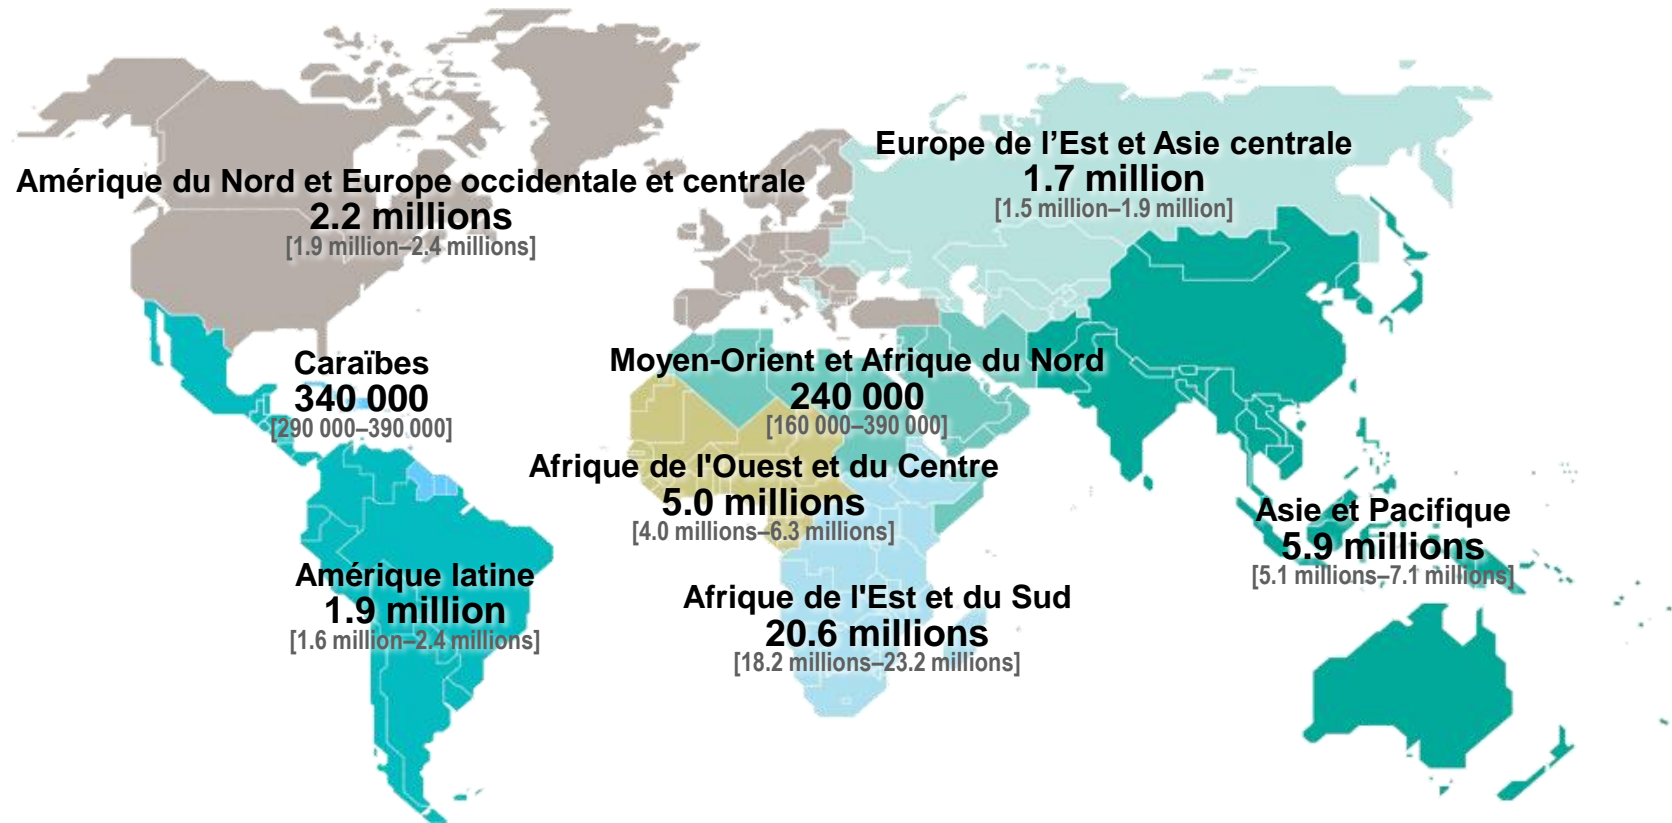 Europe de l’Est et Asie centrale
1.7 million
[1.5 million–1.9 million]
Amérique du Nord et Europe occidentale et centrale
2.2 millions
[1.9 million–2.4 millions]
Caraïbes
340 000
[290 000–390 000]
Moyen-Orient et Afrique du Nord
240 000
[160 000–390 000]
Afrique de l'Ouest et du Centre
5.0 millions
[4.0 millions–6.3 millions]
Asie et Pacifique
5.9 millions
[5.1 millions–7.1 millions]
Amérique latine
1.9 million
[1.6 million–2.4 millions]
Afrique de l'Est et du Sud
20.6 millions
[18.2 millions–23.2 millions]